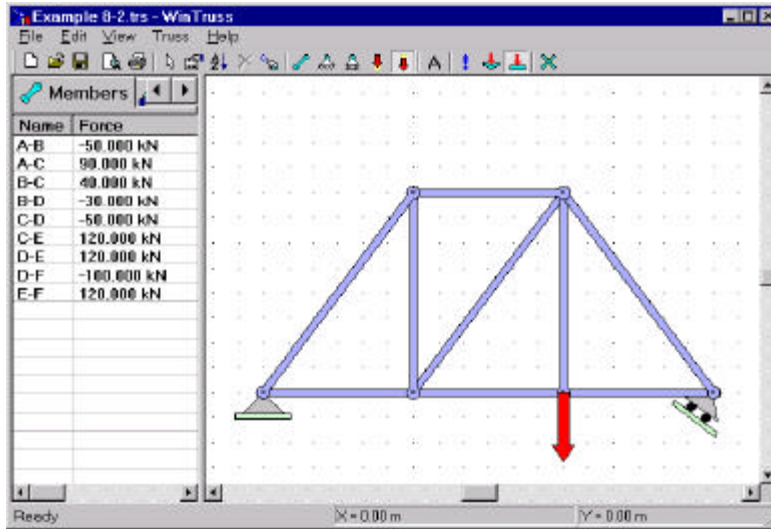 Example 8-2.trs - WinTruss
File Edit View Truss Help
Members
Name Force
A-B -50.000 kN
A-C 90.000 kN
B-C 40.000 kN
B-D -30.000 kN
C-D -50.000 kN
C-E 120.000 kN
D-E 120.000 kN
D-F -100.000 kN
E-F 120.000 kN
Ready X = 0.00 m Y = 0.00 m